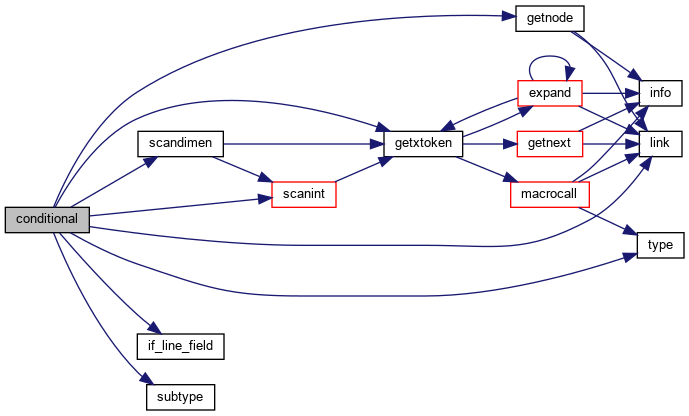 getnode
expand
info
scandimen
getxtoken
getnext
link
scanint
macrocall
conditional
type
if_line_field
subtype